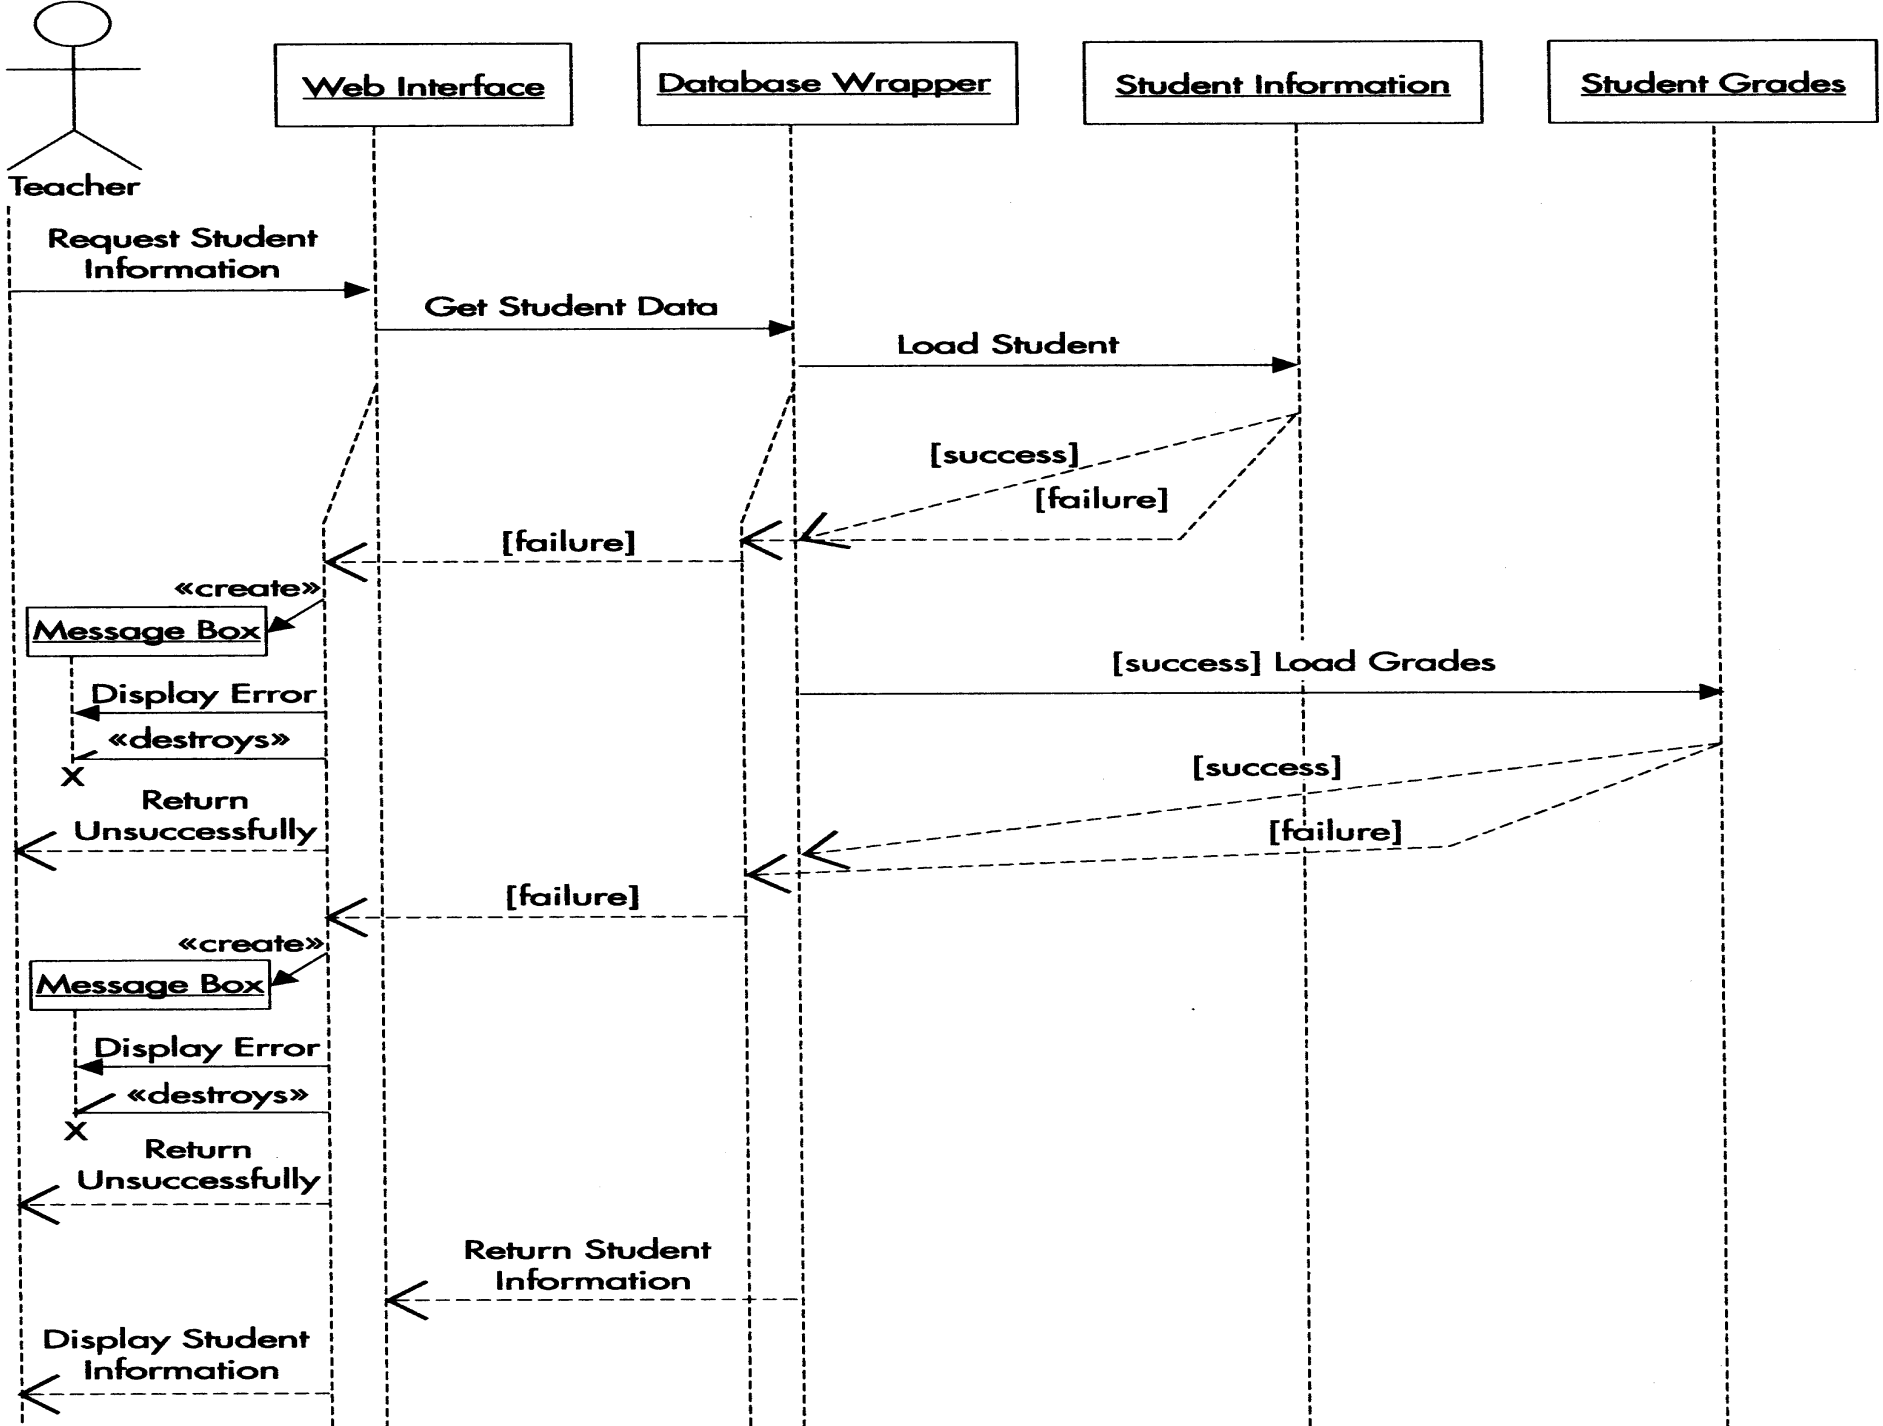 Web Interface
Database Wrapper
Student Information
Student Grades
Teacher
Request Student
Information
Get Student Data
Load Student
[success]
[failure]
[failure]
«create»
Message Box
[success] Load Grades
Display Error
«destroys»
X
[success]
Return
Unsuccessfully
[failure]
[failure]
«create»
Message Box
Display Error
«destroys»
X
Return
Unsuccessfully
Return Student
Information
Display Student
Information